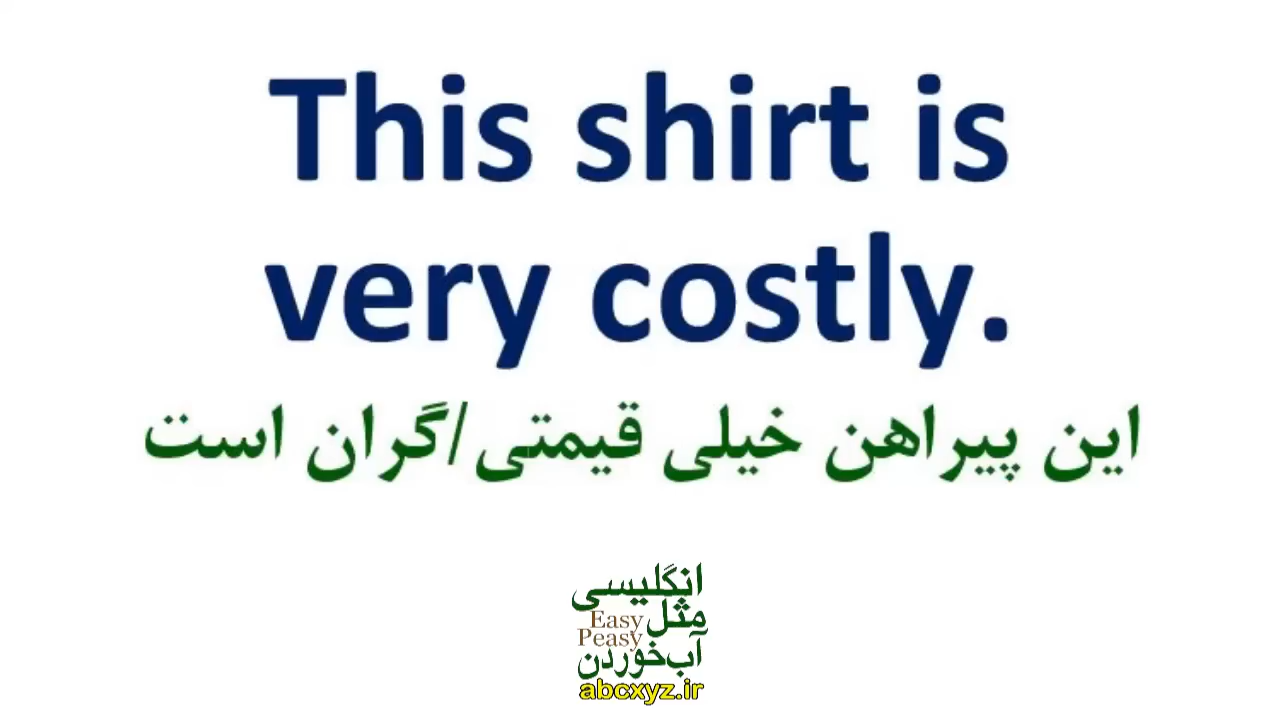 This shirt is
very costly.
این پیراهن خیلی قیمتی/گران است
انگلیسی
مثل
Easy
Peasy
آب خوردن
abcxyz.ir